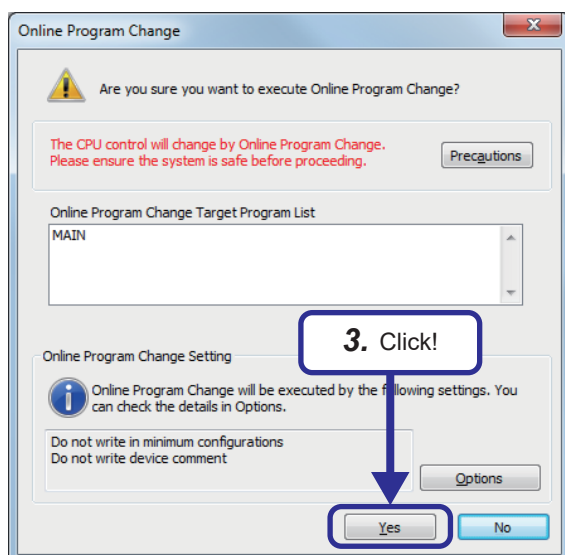 Online Program Change
X
Are you sure you want to execute Online Program Change?
The CPU control will change by Online Program Change.
Please ensure the system is safe before proceeding.
Precautions
Online Program Change Target Program List
MAIN
3. Click!
Online Program Change Setting
Online Program Change will be executed by the following settings. You
can check the details in Options.
Do not write in minimum configurations
Do not write device comment
Options
Yes
No